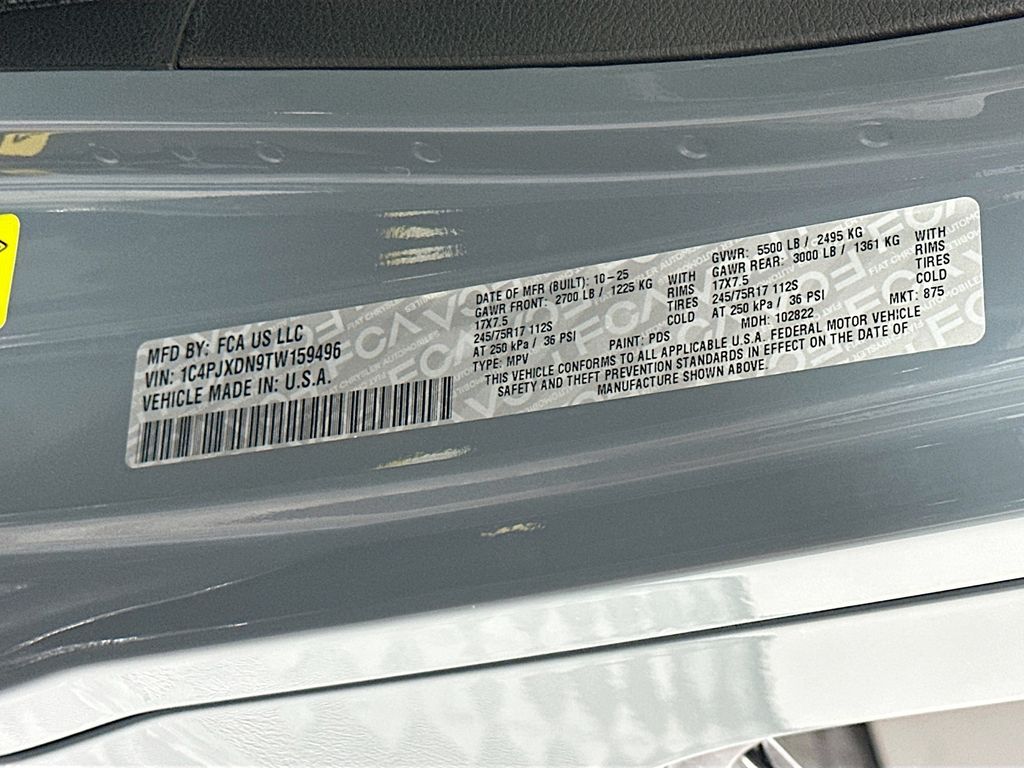 MFD BY: FCA US LLC
VIN: 1C4PJXDN9TW159496
VEHICLE MADE IN: U.S.A.
DATE OF MFR (BUILT): 10-25
GAWR FRONT: 2700 LB / 1225 KG WITH
17X7.5 RIMS
245/75R17 112S TIRES
AT 250 kPa / 36 PSI COLD
TYPE: MPV
PAINT: PDS
GVWR: 5500 LB / 2495 KG
GAWR REAR: 3000 LB / 1361 KG WITH
17X7.5 RIMS
245/75R17 112S TIRES
AT 250 kPa / 36 PSI COLD
MDH: 102822 MKT: 875
THIS VEHICLE CONFORMS TO ALL APPLICABLE U.S.A. FEDERAL MOTOR VEHICLE
SAFETY AND THEFT PREVENTION STANDARDS IN EFFECT ON THE DATE OF
MANUFACTURE SHOWN ABOVE.